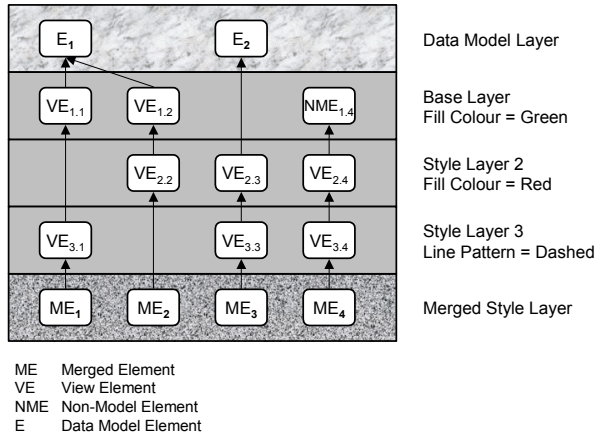 E1 E2 Data Model Layer
VE1.1 VE1.2 NME1.4 Base Layer
Fill Colour = Green
VE2.2 VE2.3 VE2.4 Style Layer 2
Fill Colour = Red
VE3.1 VE3.3 VE3.4 Style Layer 3
Line Pattern = Dashed
ME1 ME2 ME3 ME4 Merged Style Layer
ME Merged Element
VE View Element
NME Non-Model Element
E Data Model Element